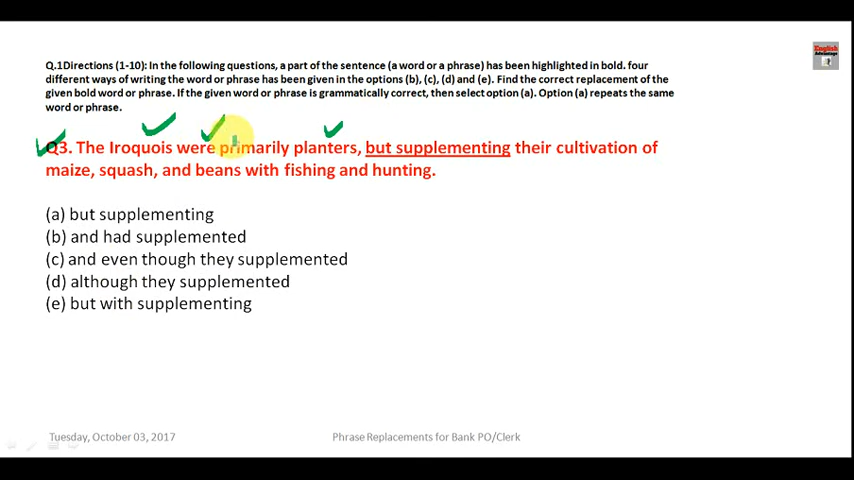 English
Advantage
Q.1Directions (1-10): In the following questions, a part of the sentence (a word or a phrase) has been highlighted in bold. four
different ways of writing the word or phrase has been given in the options (b), (c), (d) and (e). Find the correct replacement of the
given bold word or phrase. If the given word or phrase is grammatically correct, then select option (a). Option (a) repeats the same
word or phrase.
Q3. The Iroquois were primarily planters, but supplementing their cultivation of
maize, squash, and beans with fishing and hunting.
(a) but supplementing
(b) and had supplemented
(c) and even though they supplemented
(d) although they supplemented
(e) but with supplementing
Tuesday, October 03, 2017
Phrase Replacements for Bank PO/Clerk